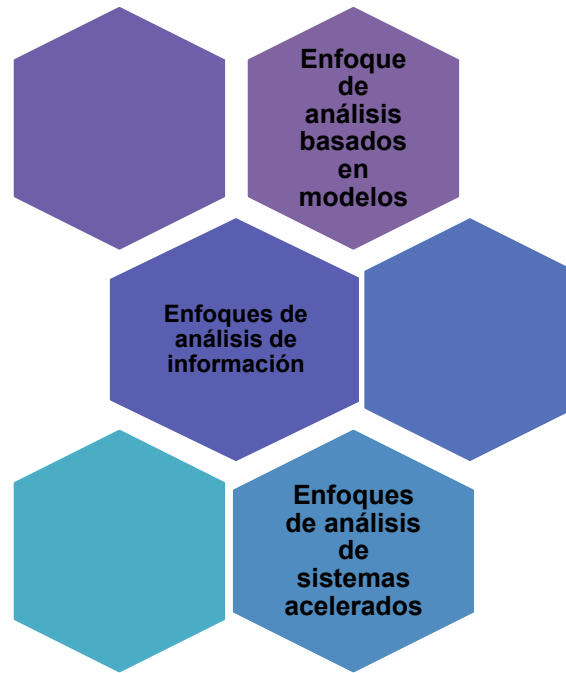 Enfoque
de
análisis
basados
en
modelos
Enfoques de
análisis de
información
Enfoques
de análisis
de
sistemas
acelerados